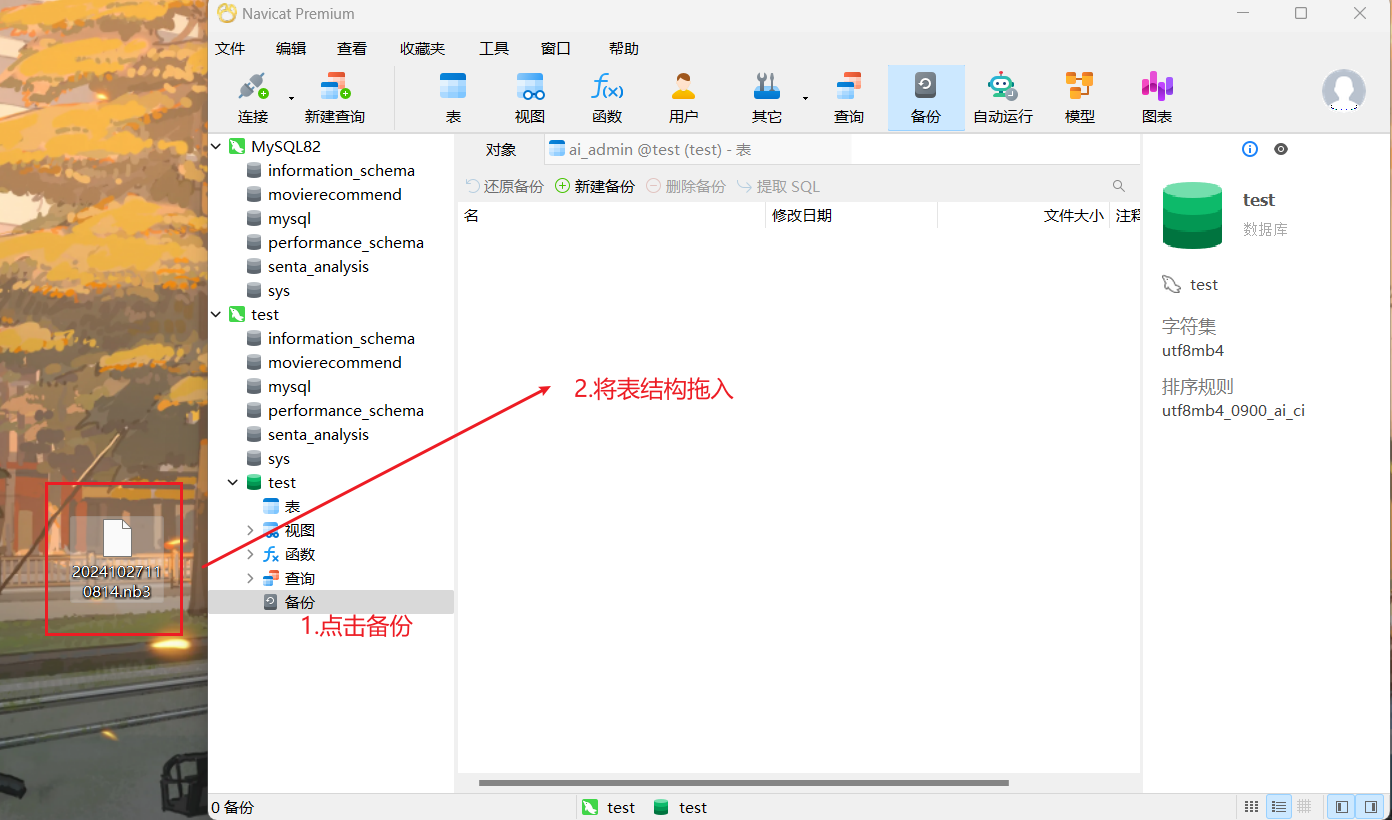 Navicat Premium
文件 编辑 查看 收藏夹 工具 窗口 帮助
连接 新建查询 表 视图 函数 用户 其它 查询 备份 自动运行 模型 图表
MySQL82
information_schema
movierecommend
mysql
performance_schema
senta_analysis
sys
test
information_schema
movierecommend
mysql
performance_schema
senta_analysis
sys
test
表
视图
函数
查询
备份
1.点击备份
2024102711
0814.nb3
对象 ai_admin @test (test) - 表
还原备份 新建备份 删除备份 提取 SQL
名 修改日期 文件大小 注释
2.将表结构拖入
test
数据库
test
字符集
utf8mb4
排序规则
utf8mb4_0900_ai_ci
0 备份 test test